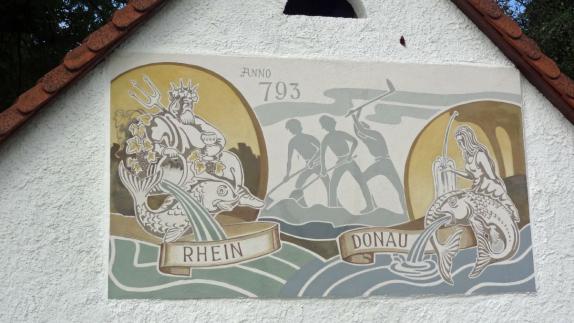 ANNO
793
RHEIN
DONAU